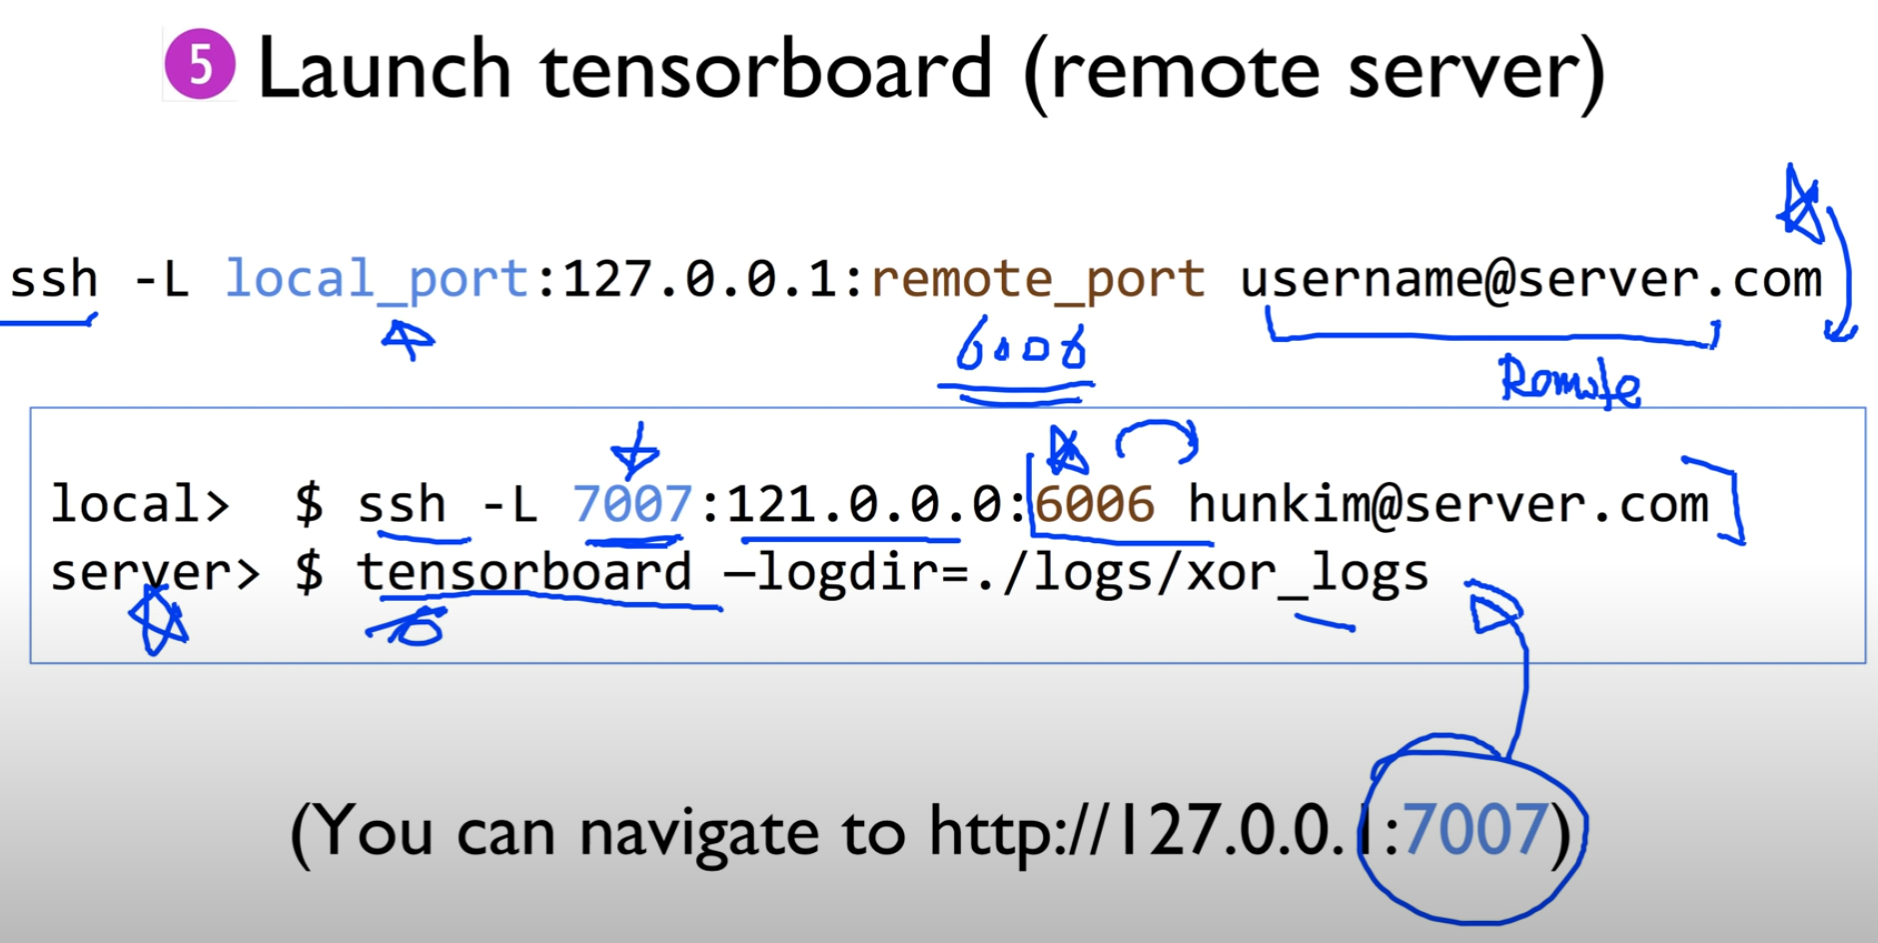 5 Launch tensorboard (remote server)
ssh -L local_port:127.0.0.1:remote_port username@server.com
6006
Romote
local> $ ssh -L 7007:121.0.0.0:6006 hunkim@server.com
server> $ tensorboard —logdir=./logs/xor_logs
(You can navigate to http://127.0.0.1:7007)